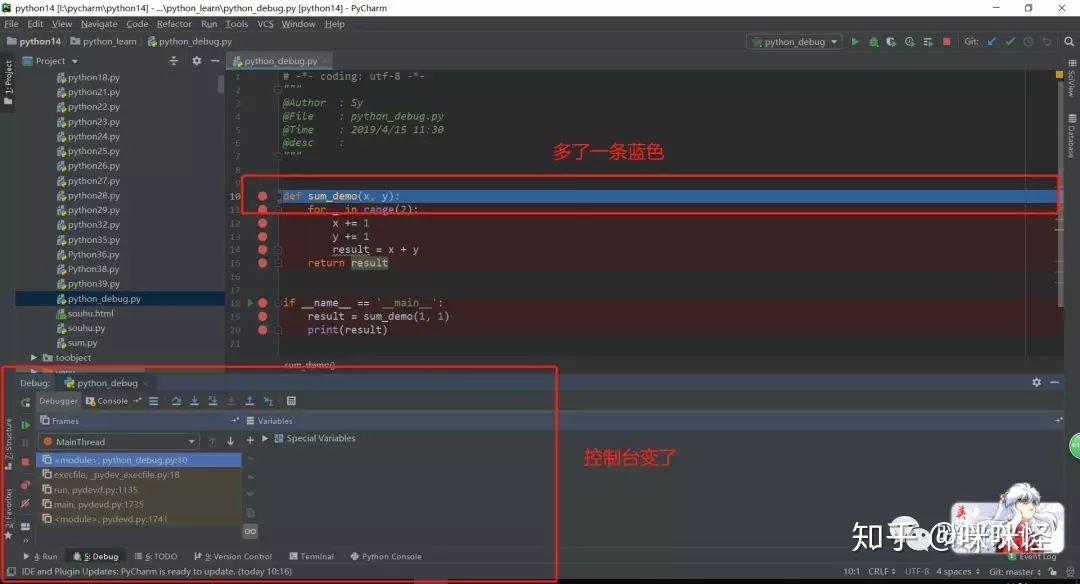 python14 [I:\pycharm\python14] - ...\python_learn\python_debug.py [python14] - PyCharm
File Edit View Navigate Code Refactor Run Tools VCS Window Help
python14 python_learn python_debug.py
python_debug
Git:
1: Project
Project
python_debug.py
python18.py
python21.py
python22.py
python23.py
python24.py
python25.py
python26.py
python27.py
python28.py
python29.py
python32.py
python35.py
Python36.py
Python38.py
python39.py
python_debug.py
souhu.html
souhu.py
sum.py
toobject
venv
1 # -*- coding: utf-8 -*-
2 """
3 @Author : Sy
4 @File : python_debug.py
5 @Time : 2019/4/15 11:30
6 @desc :
7 """
8
多了一条蓝色
10 def sum_demo(x, y):
11 for _ in range(2):
12 x += 1
13 y += 1
14 result = x + y
15 return result
16
17
18 if __name__ == '__main__':
19 result = sum_demo(1, 1)
20 print(result)
21
sum_demo()
SciView
Database
Debug: python_debug
Debugger Console
Frames Variables
MainThread
Special Variables
<module>, python_debug.py:10
execfile, _pydev_execfile.py:18
run, pydevd.py:1135
main, pydevd.py:1735
<module>, pydevd.py:1741
控制台变了
Z: Structure
2: Favorites
英
知乎 @咪咪怪
4: Run 5: Debug 6: TODO 9: Version Control Terminal Python Console Event Log
IDE and Plugin Updates: PyCharm is ready to update. (today 10:16) 10:1 CRLF UTF-8 4 spaces Git: master